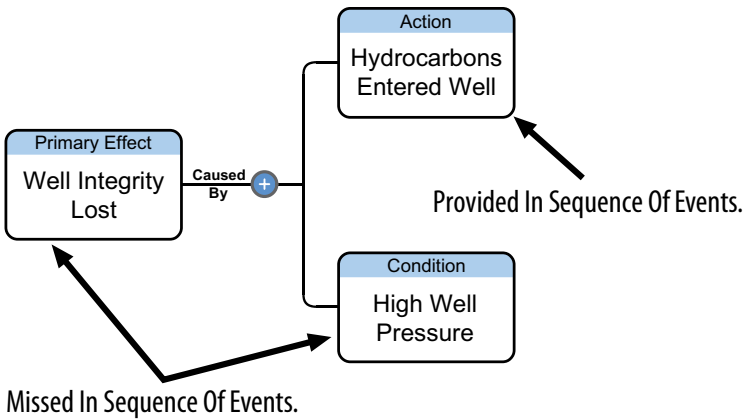 Action
Hydrocarbons
Entered Well
Primary Effect
Well Integrity
Lost
Caused
By
+
Provided In Sequence Of Events.
Condition
High Well
Pressure
Missed In Sequence Of Events.